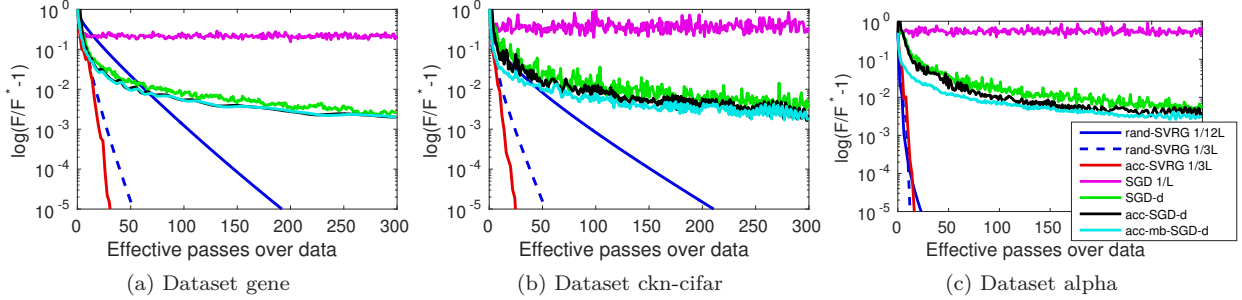 log(F/F* -1)
10^0
10^-1
10^-2
10^-3
10^-4
10^-5
0 50 100 150 200 250 300
Effective passes over data
(a) Dataset gene
log(F/F* -1)
10^0
10^-1
10^-2
10^-3
10^-4
10^-5
0 50 100 150 200 250 300
Effective passes over data
(b) Dataset ckn-cifar
log(F/F* -1)
10^0
10^-1
10^-2
10^-3
10^-4
10^-5
0 50 100 150 200
Effective passes over data
rand-SVRG 1/12L
rand-SVRG 1/3L
acc-SVRG 1/3L
SGD 1/L
SGD-d
acc-SGD-d
acc-mb-SGD-d
(c) Dataset alpha